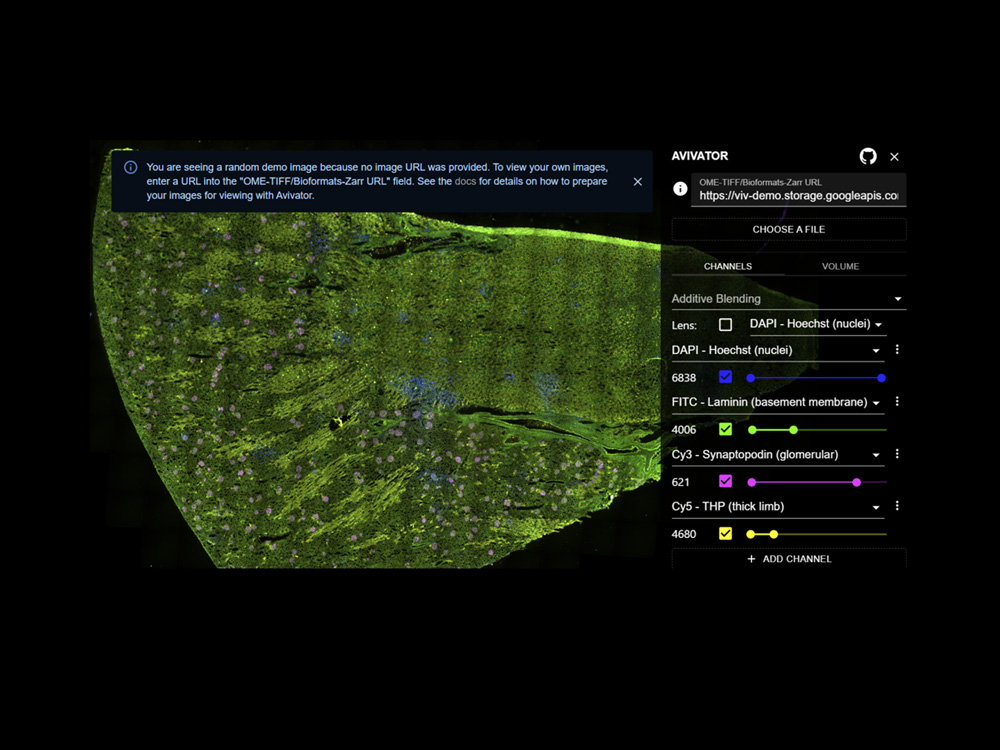 You are seeing a random demo image because no image URL was provided. To view your own images,
enter a URL into the "OME-TIFF/Bioformats-Zarr URL" field. See the docs for details on how to prepare
your images for viewing with Avivator.
AVIVATOR
OME-TIFF/Bioformats-Zarr URL
https://viv-demo.storage.googleapis.co
CHOOSE A FILE
CHANNELS VOLUME
Additive Blending
Lens: DAPI - Hoechst (nuclei)
DAPI - Hoechst (nuclei)
6838
FITC - Laminin (basement membrane)
4006
Cy3 - Synaptopodin (glomerular)
621
Cy5 - THP (thick limb)
4680
+ ADD CHANNEL